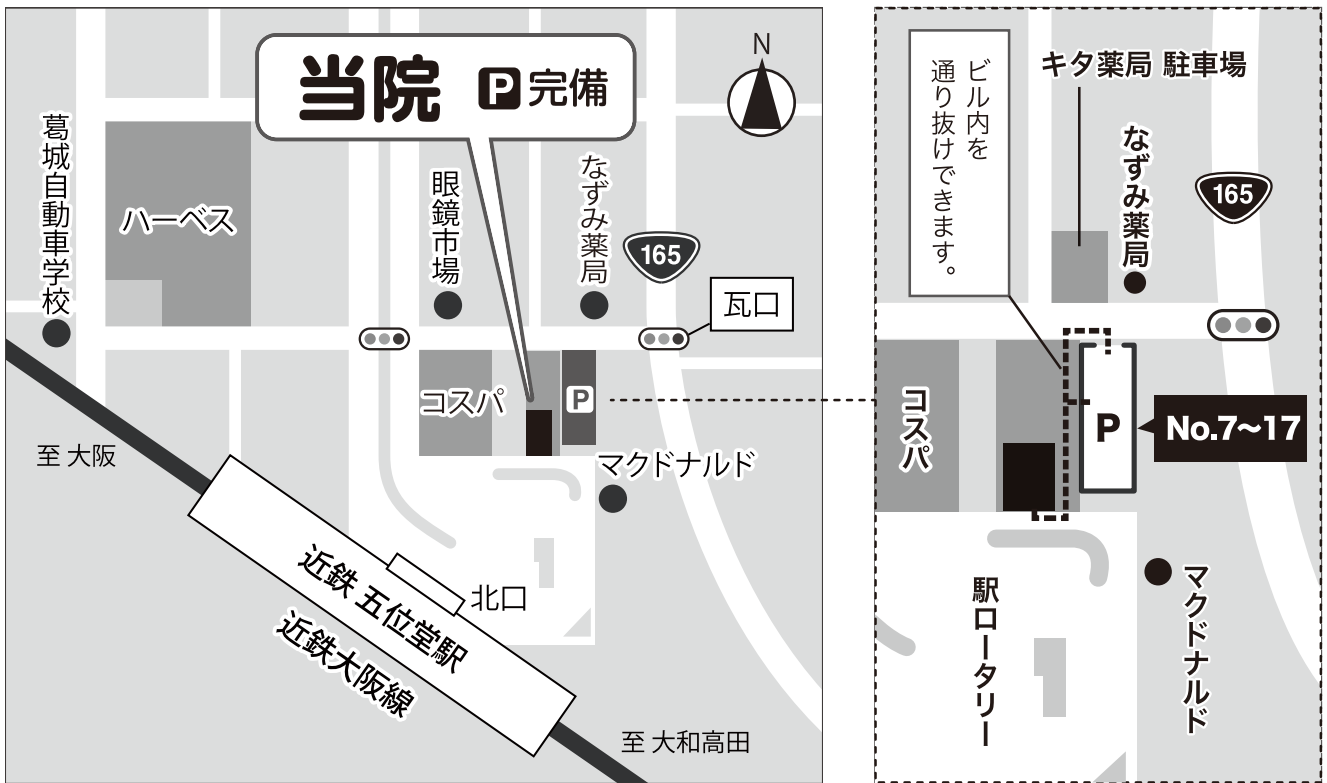 当院 P 完備
N
葛城自動車学校
ハーベス
眼鏡市場
なずみ薬局
165
瓦口
コスパ
P
マクドナルド
至 大阪
近鉄 五位堂駅
北口
近鉄大阪線
至 大和高田
ビル内を
通り抜けできます。
キタ薬局 駐車場
なずみ薬局
165
コスパ
P
No.7~17
駅ロータリー
マクドナルド